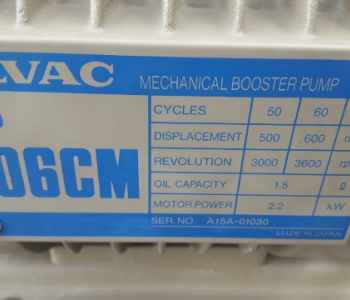 LVAC MECHANICAL BOOSTER PUMP
06CM
CYCLES 50 60
DISPLACEMENT 500 600 m
REVOLUTION 3000 3600 rp
OIL CAPACITY 1.5 ℓ
MOTOR POWER 2.2 kW
SER.NO. A15A-01030
MADE IN JAPAN